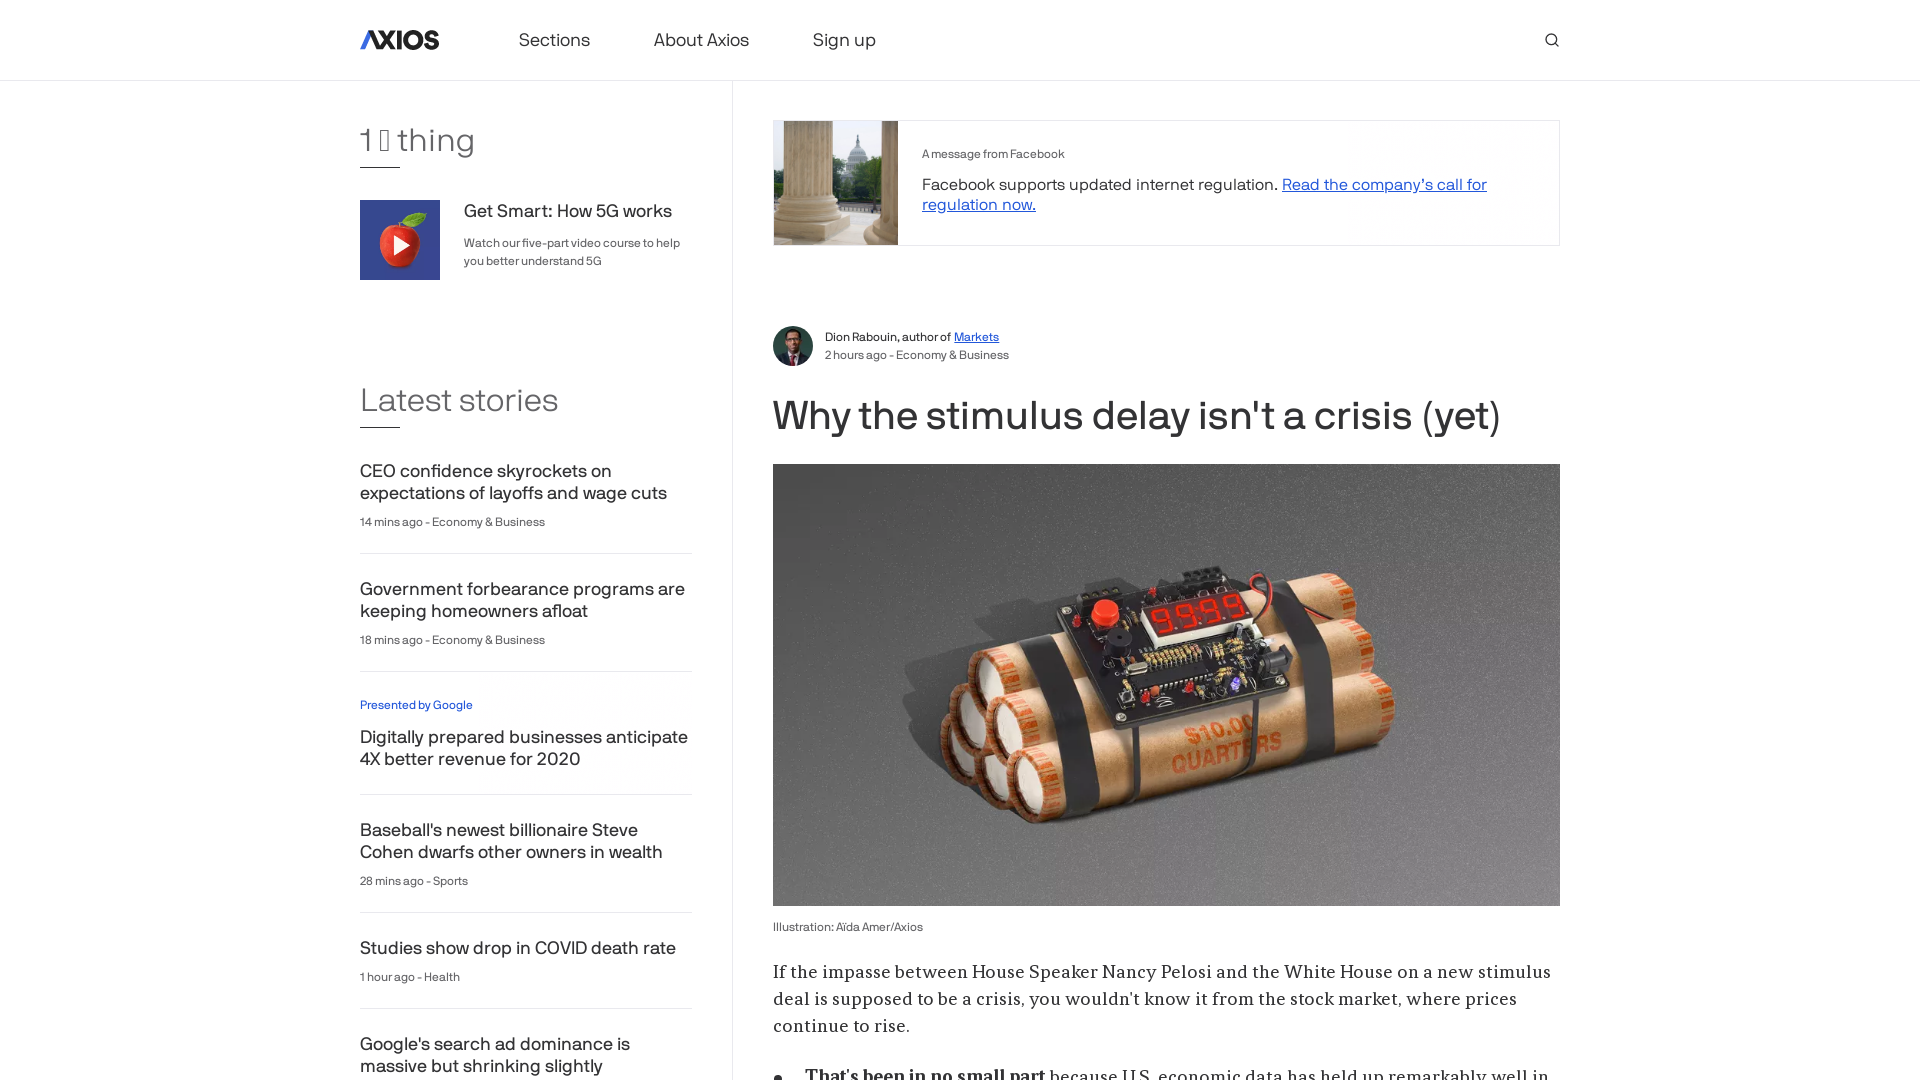 AXIOS
Sections
About Axios
Sign up
1 thing
Get Smart: How 5G works
Watch our five-part video course to help
you better understand 5G
Latest stories
CEO confidence skyrockets on
expectations of layoffs and wage cuts
14 mins ago - Economy & Business
Government forbearance programs are
keeping homeowners afloat
18 mins ago - Economy & Business
Presented by Google
Digitally prepared businesses anticipate
4X better revenue for 2020
Baseball's newest billionaire Steve
Cohen dwarfs other owners in wealth
28 mins ago - Sports
Studies show drop in COVID death rate
1 hour ago - Health
Google's search ad dominance is
massive but shrinking slightly
A message from Facebook
Facebook supports updated internet regulation. Read the company's call for
regulation now.
Dion Rabouin, author of Markets
2 hours ago - Economy & Business
Why the stimulus delay isn't a crisis (yet)
9.9:9.9
$10.00
QUARTERS
Illustration: Aïda Amer/Axios
If the impasse between House Speaker Nancy Pelosi and the White House on a new stimulus
deal is supposed to be a crisis, you wouldn't know it from the stock market, where prices
continue to rise.
• That's been in no small part because U.S. economic data has held up remarkably well in